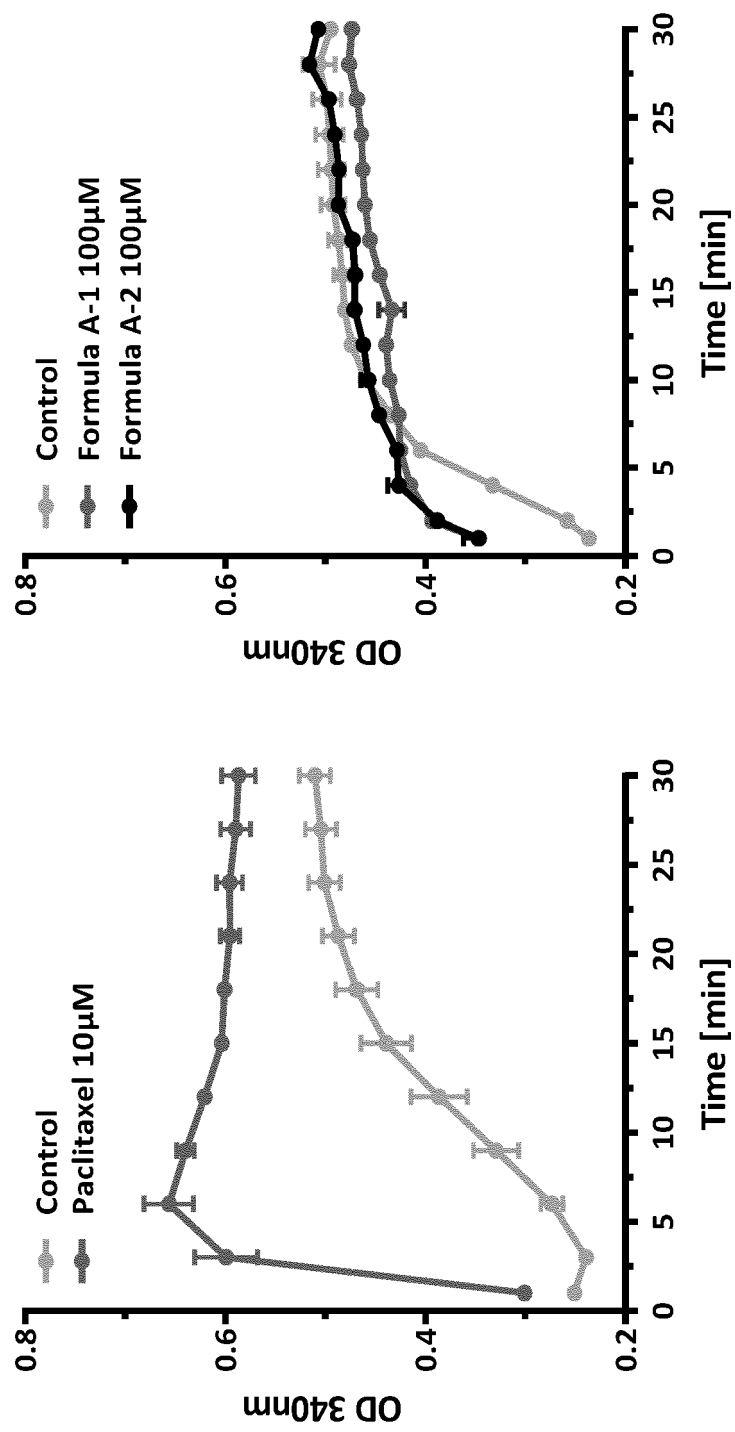 Control
Paclitaxel 10µM
OD 340nm
0.8
0.6
0.4
0.2
0 5 10 15 20 25 30
Time [min]
Control
Formula A-1 100µM
Formula A-2 100µM
OD 340nm
0.8
0.6
0.4
0.2
0 5 10 15 20 25 30
Time [min]